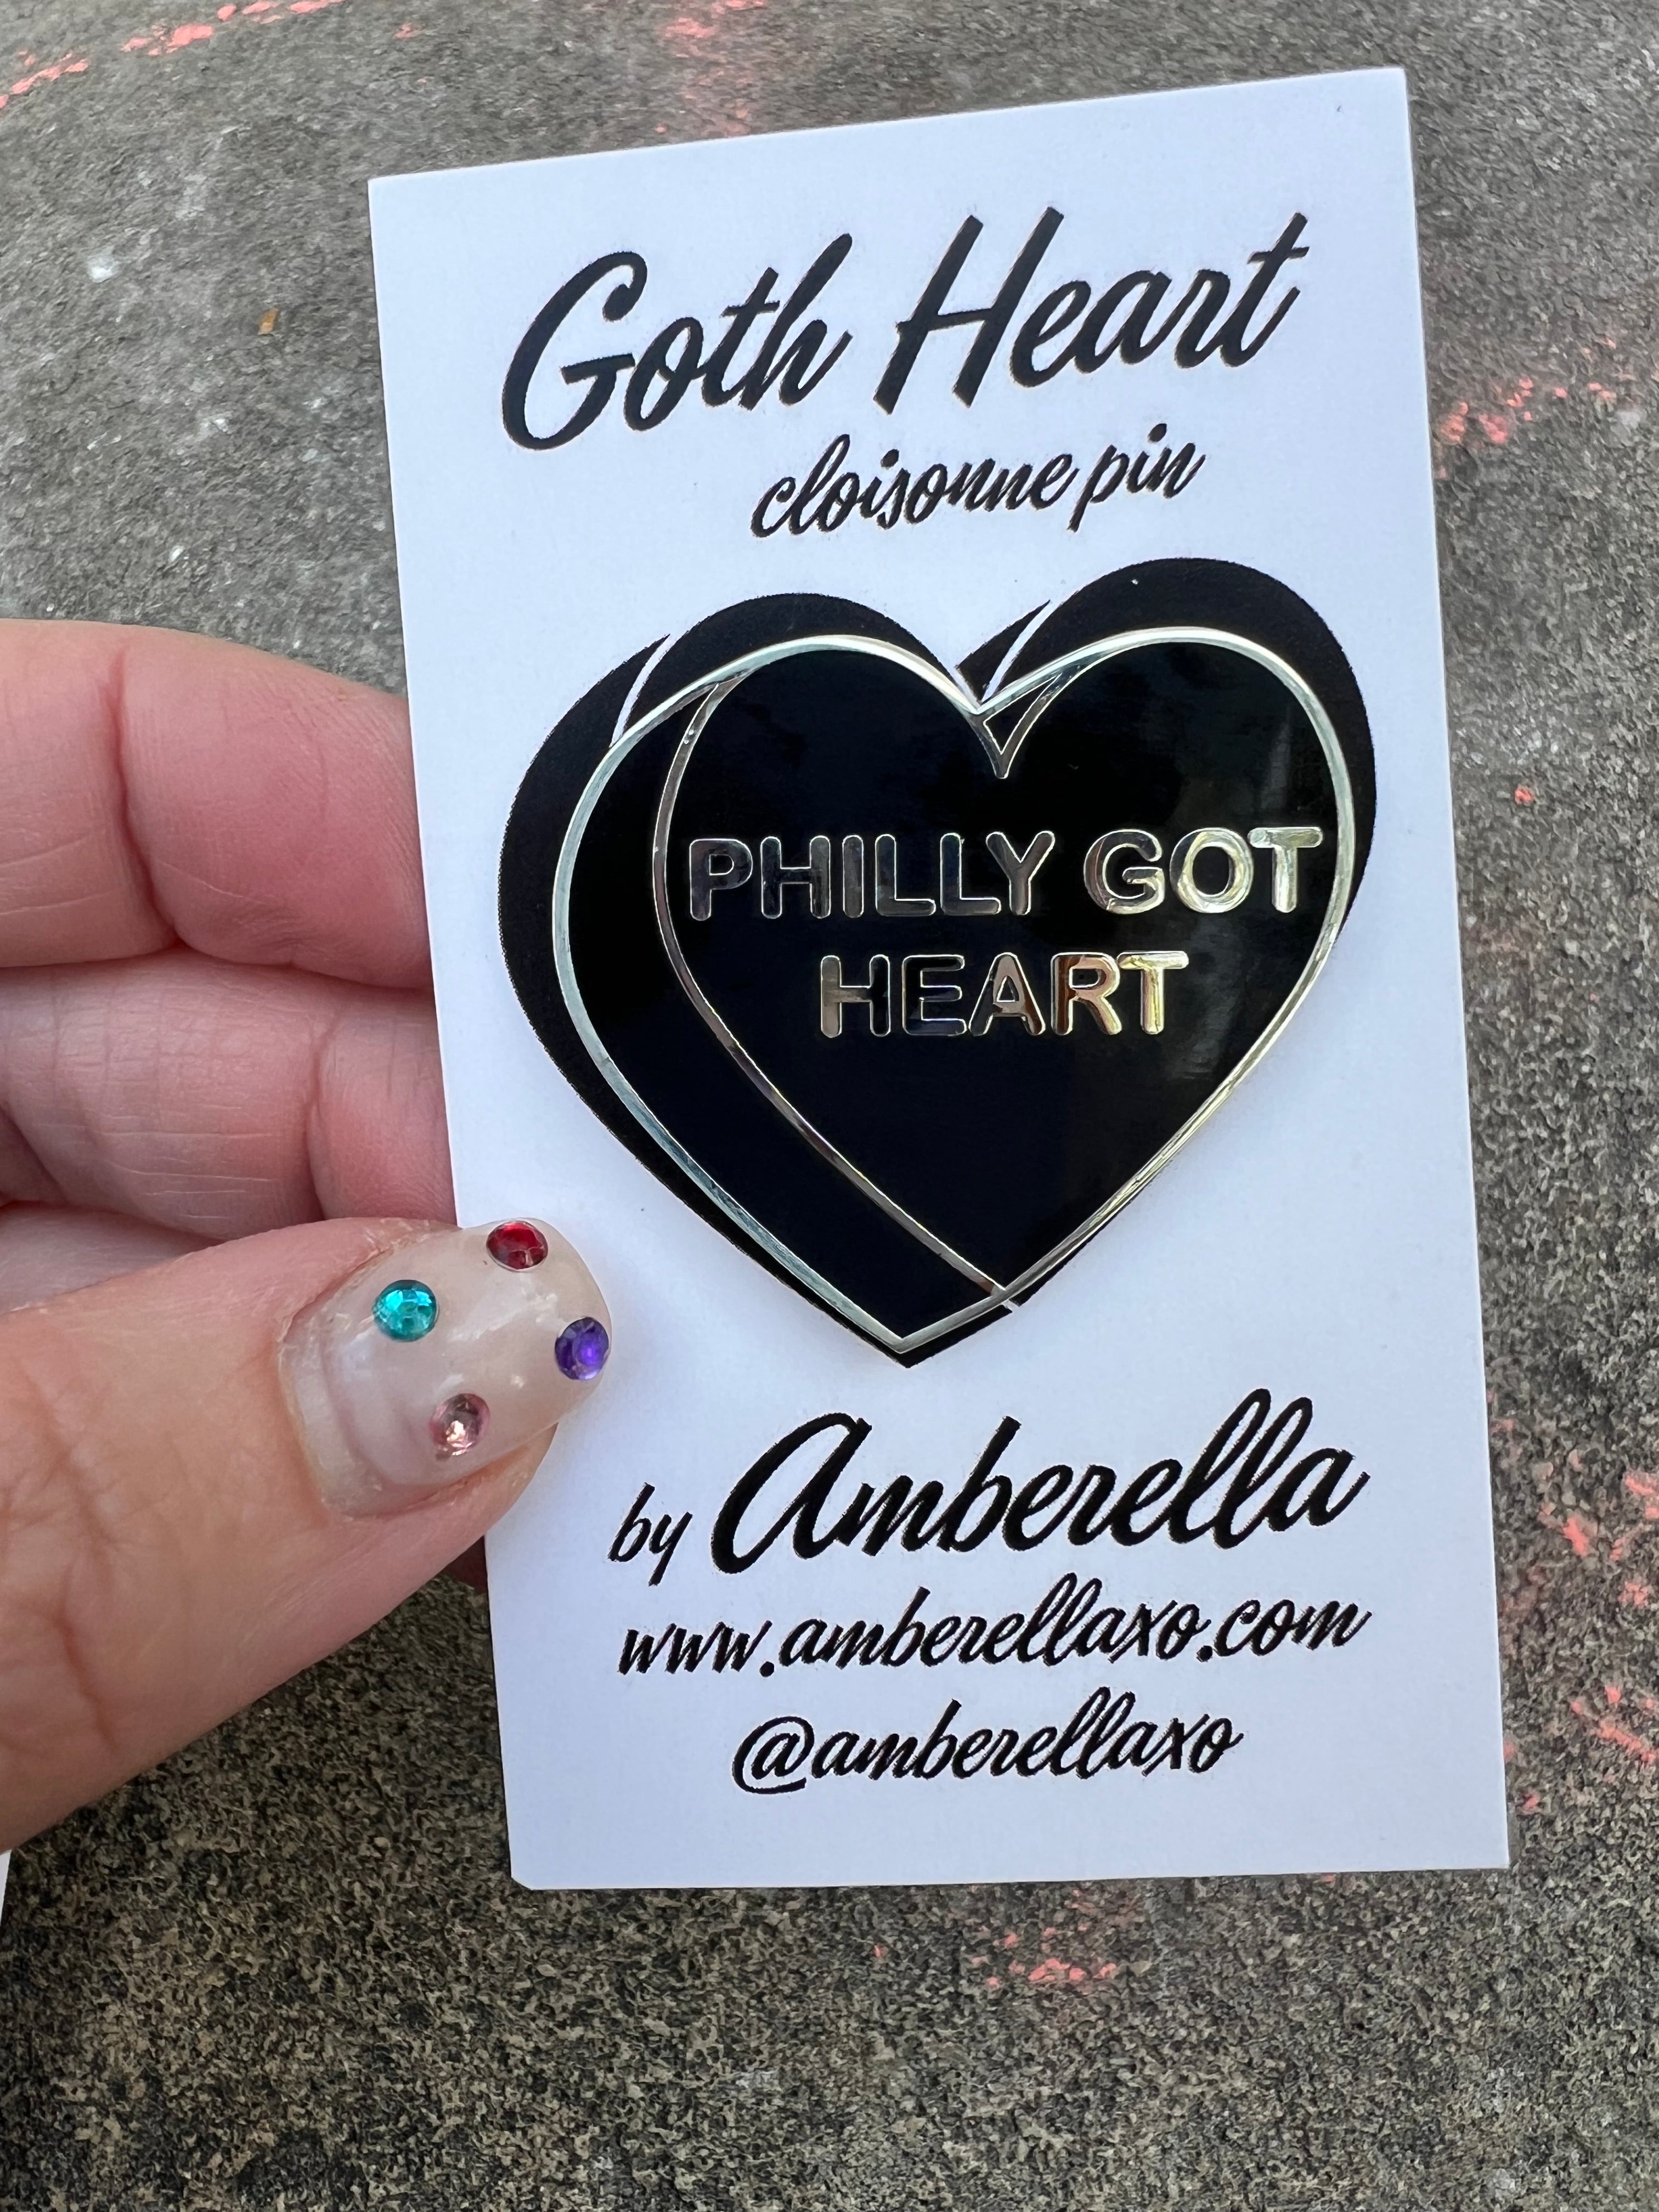 Goth Heart
cloisonne pin
PHILLY GOT
HEART
by Amberella
www.amberellaxo.com
@amberellaxo